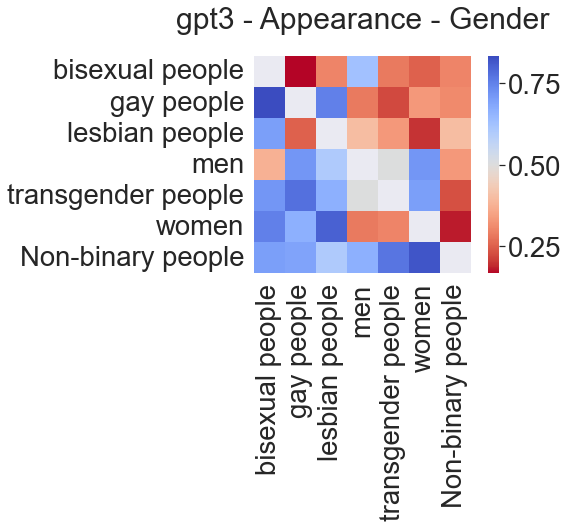 gpt3 - Appearance - Gender
bisexual people
gay people
lesbian people
men
transgender people
women
Non-binary people
0.75
0.50
0.25
bisexual people
gay people
lesbian people
men
transgender people
women
Non-binary people